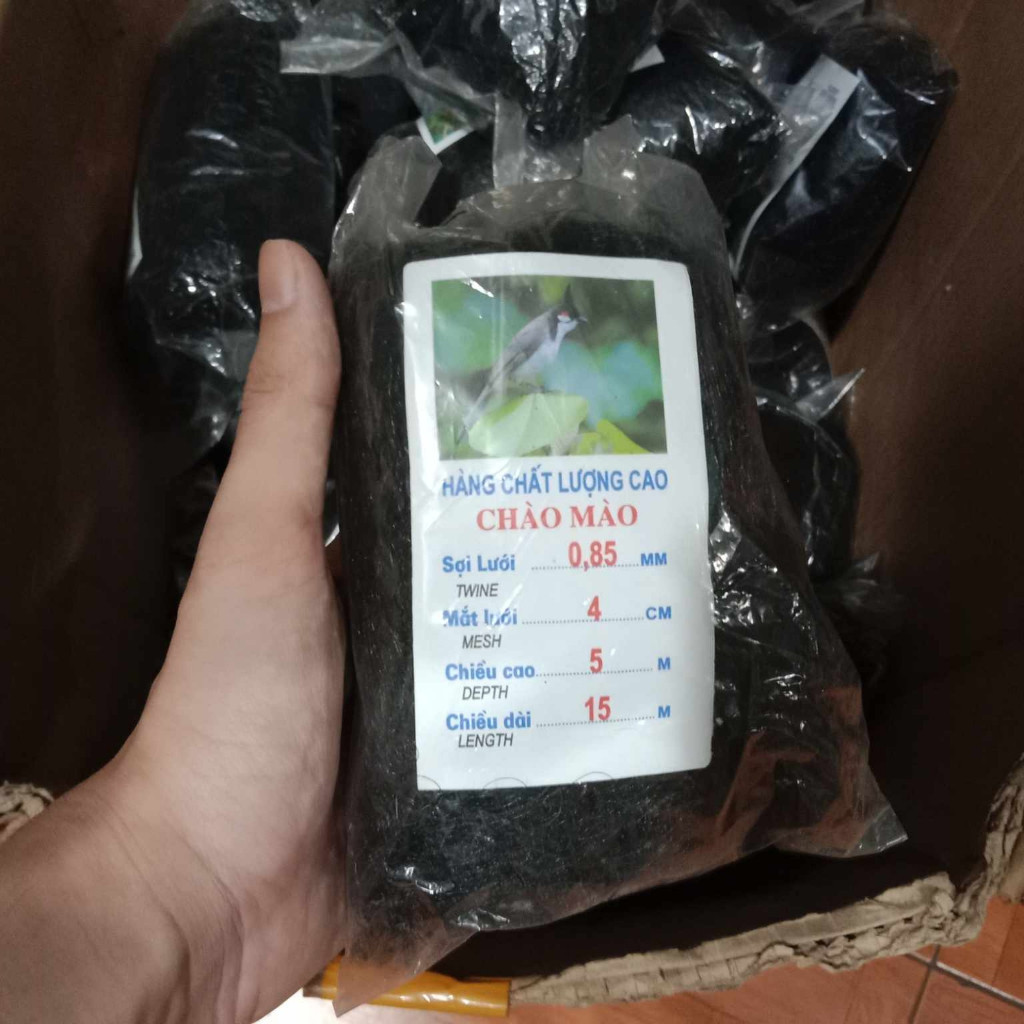 HÀNG CHẤT LƯỢNG CAO
CHÀO MÀO
Sợi Lưới 0,85 MM
TWINE
Mắt lưới 4 CM
MESH
Chiều cao 5 M
DEPTH
Chiều dài 15 M
LENGTH